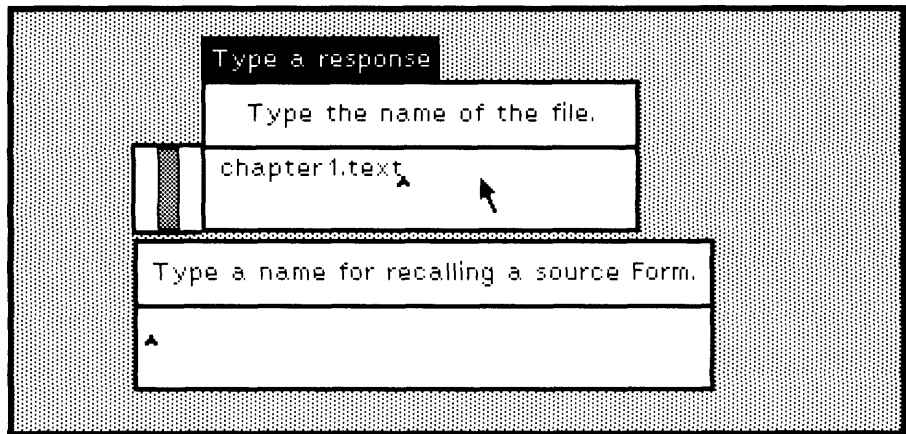 Type a response
Type the name of the file.
chapter1.text
Type a name for recalling a source Form.